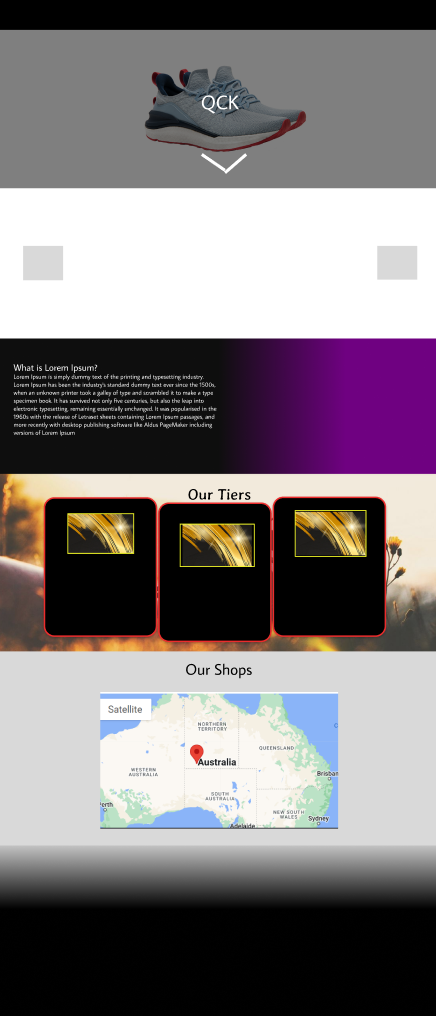 QCK
What is Lorem Ipsum?
Lorem Ipsum is simply dummy text of the printing and typesetting industry.
Lorem Ipsum has been the industry's standard dummy text ever since the 1500s,
when an unknown printer took a galley of type and scrambled it to make a type
specimen book. It has survived not only five centuries, but also the leap into
electronic typesetting, remaining essentially unchanged. It was popularised in the
1960s with the release of Letraset sheets containing Lorem Ipsum passages, and
more recently with desktop publishing software like Aldus PageMaker including
versions of Lorem Ipsum
Our Tiers
Our Shops
Satellite
NORTHERN
TERRITORY
QUEENSLAND
Australia
WESTERN
AUSTRALIA
Brisban
SOUTH
AUSTRALIA
erth
NEW SOUTH
WALES
Sydney
Adelaide